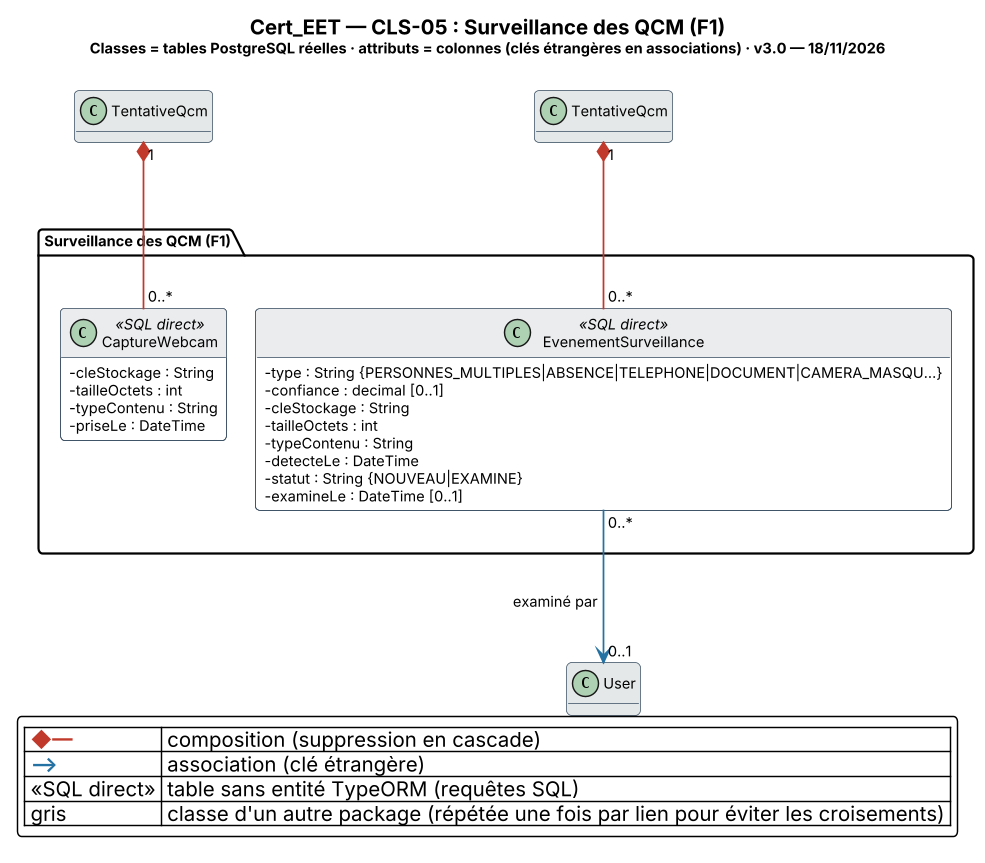 Cert_EET — CLS-05 : Surveillance des QCM (F1)
Classes = tables PostgreSQL réelles · attributs = colonnes (clés étrangères en associations) · v3.0 — 18/11/2026
C TentativeQcm
C TentativeQcm
1
1
Surveillance des QCM (F1)
0..*
0..*
C «SQL direct»
CaptureWebcam
-cleStockage : String
-tailleOctets : int
-typeContenu : String
-priseLe : DateTime
C «SQL direct»
EvenementSurveillance
-type : String {PERSONNES_MULTIPLES|ABSENCE|TELEPHONE|DOCUMENT|CAMERA_MASQU...}
-confiance : decimal [0..1]
-cleStockage : String
-tailleOctets : int
-typeContenu : String
-detecteLe : DateTime
-statut : String {NOUVEAU|EXAMINE}
-examineLe : DateTime [0..1]
0..*
examiné par
0..1
C User
composition (suppression en cascade)
association (clé étrangère)
«SQL direct» table sans entité TypeORM (requêtes SQL)
gris classe d'un autre package (répétée une fois par lien pour éviter les croisements)